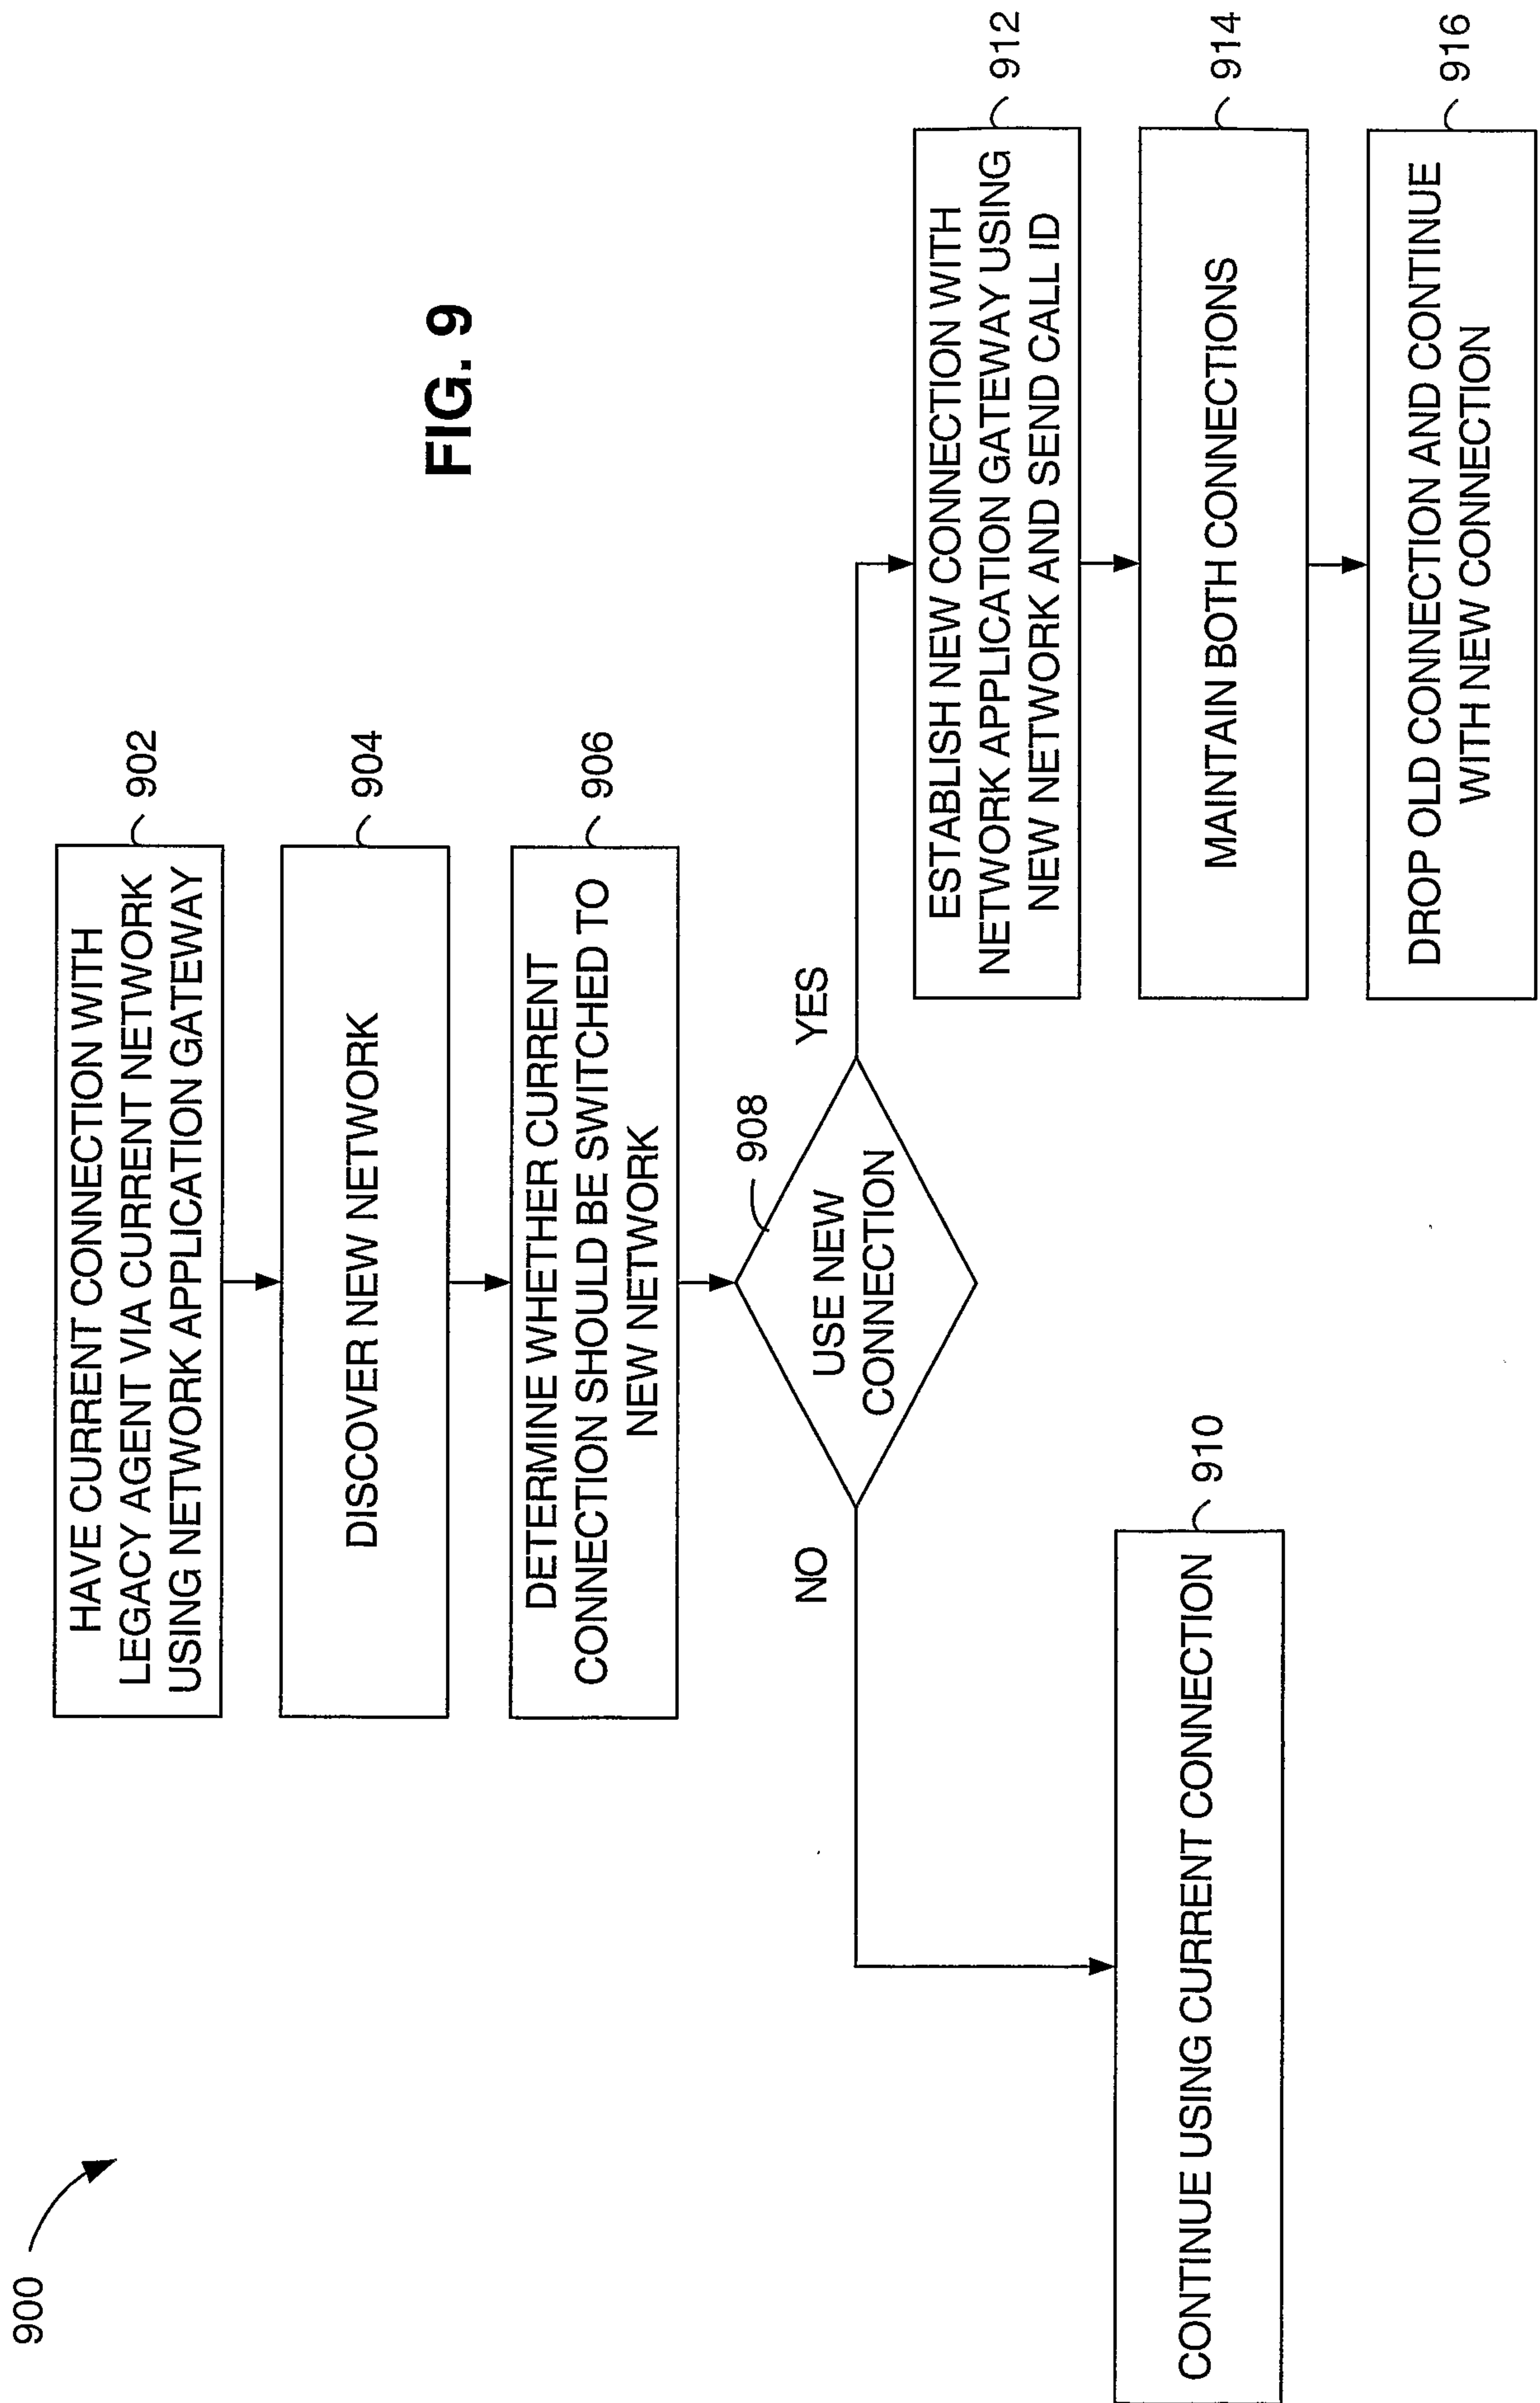 900
HAVE CURRENT CONNECTION WITH
LEGACY AGENT VIA CURRENT NETWORK
USING NETWORK APPLICATION GATEWAY
902
DISCOVER NEW NETWORK
904
DETERMINE WHETHER CURRENT
CONNECTION SHOULD BE SWITCHED TO
NEW NETWORK
906
908
USE NEW
CONNECTION
NO
YES
CONTINUE USING CURRENT CONNECTION
910
ESTABLISH NEW CONNECTION WITH
NETWORK APPLICATION GATEWAY USING
NEW NETWORK AND SEND CALL ID
912
MAINTAIN BOTH CONNECTIONS
914
DROP OLD CONNECTION AND CONTINUE
WITH NEW CONNECTION
916
FIG. 9